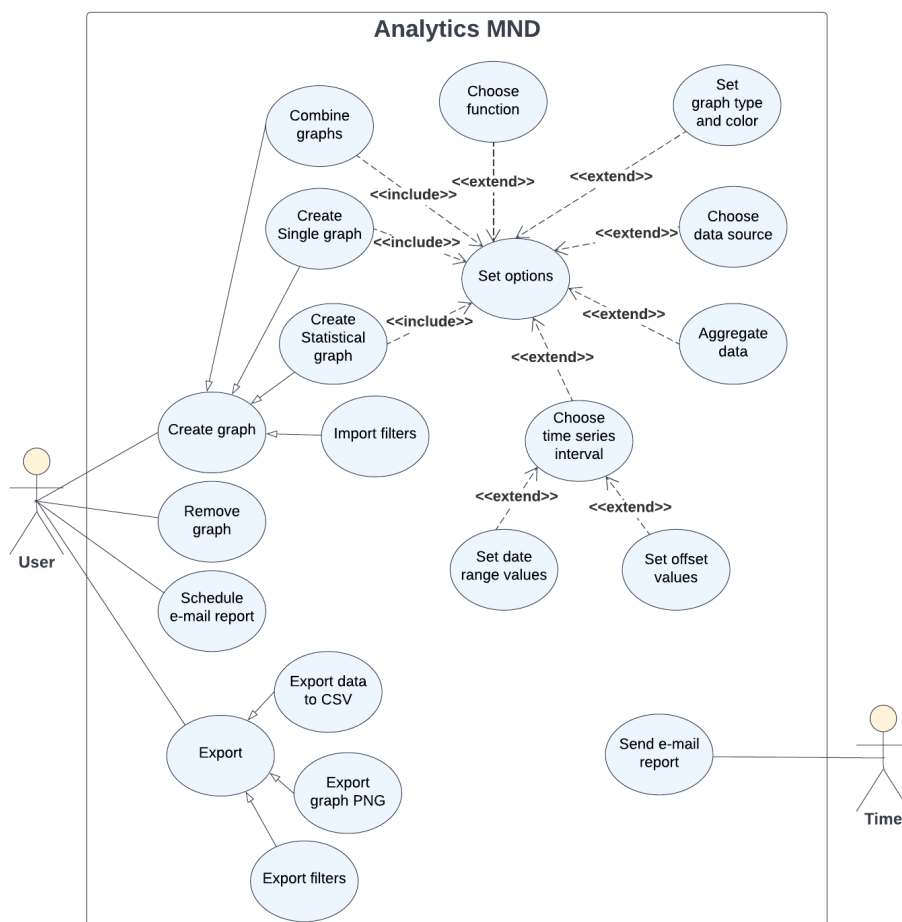 Analytics MND
Combine
graphs
Choose
function
Set
graph type
and color
<<include>>
<<extend>>
<<extend>>
Create
Single graph
<<include>>
Choose
data source
<<extend>>
Set options
Create
Statistical
graph
<<include>>
<<extend>>
Aggregate
data
<<extend>>
Create graph
Import filters
Choose
time series
interval
<<extend>>
<<extend>>
User
Remove
graph
Set date
range values
Set offset
values
Schedule
e-mail report
Export data
to CSV
Export
Export
graph PNG
Export filters
Send e-mail
report
Time